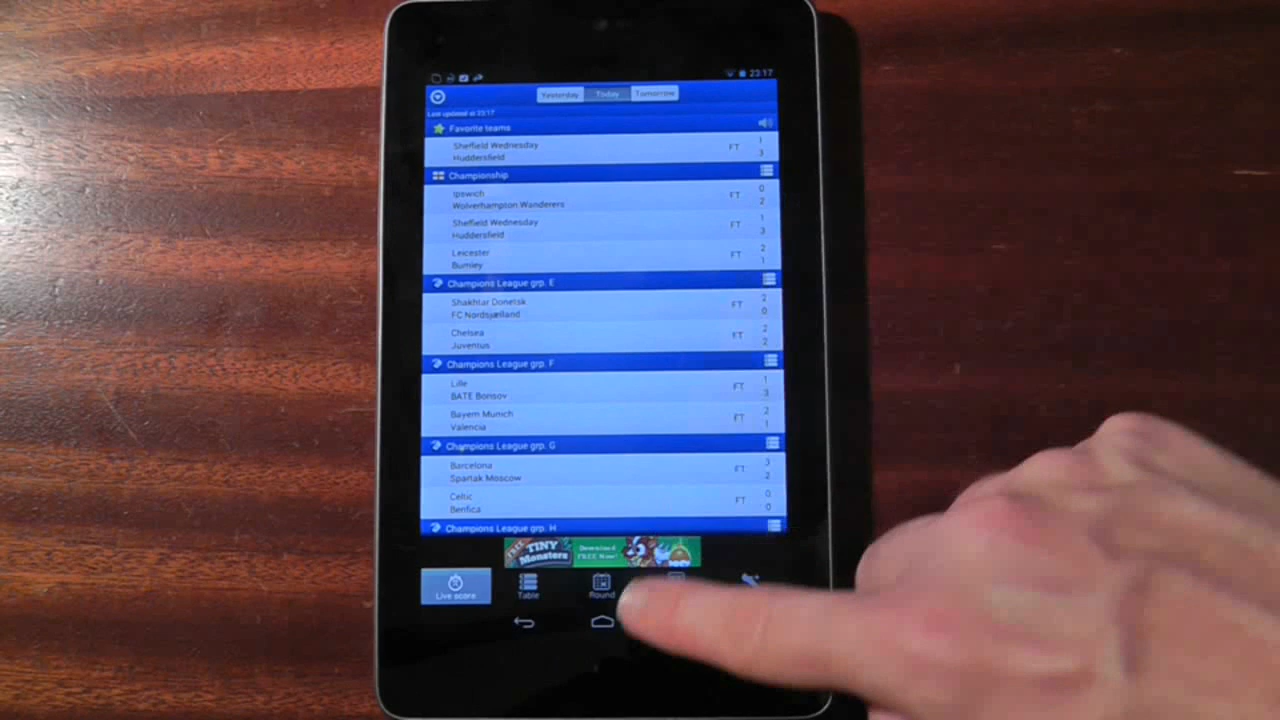 23:17
Yesterday Today Tomorrow
Last updated at 23:17
Favorite teams
Sheffield Wednesday 1
FT
Huddersfield 3
Championship
Ipswich 0
FT
Wolverhampton Wanderers 2
Sheffield Wednesday 1
FT
Huddersfield 3
Leicester 2
FT
Burnley 1
Champions League grp. E
Shakhtar Donetsk 2
FT
FC Nordsjælland 0
Chelsea 2
FT
Juventus 2
Champions League grp. F
Lille 1
FT
BATE Borisov 3
Bayern Munich 2
FT
Valencia 1
Champions League grp. G
Barcelona 3
FT
Spartak Moscow 2
Celtic 0
FT
Benfica 0
Champions League grp. H
FREE TINY Monsters Download FREE Now!
Live score Table Round